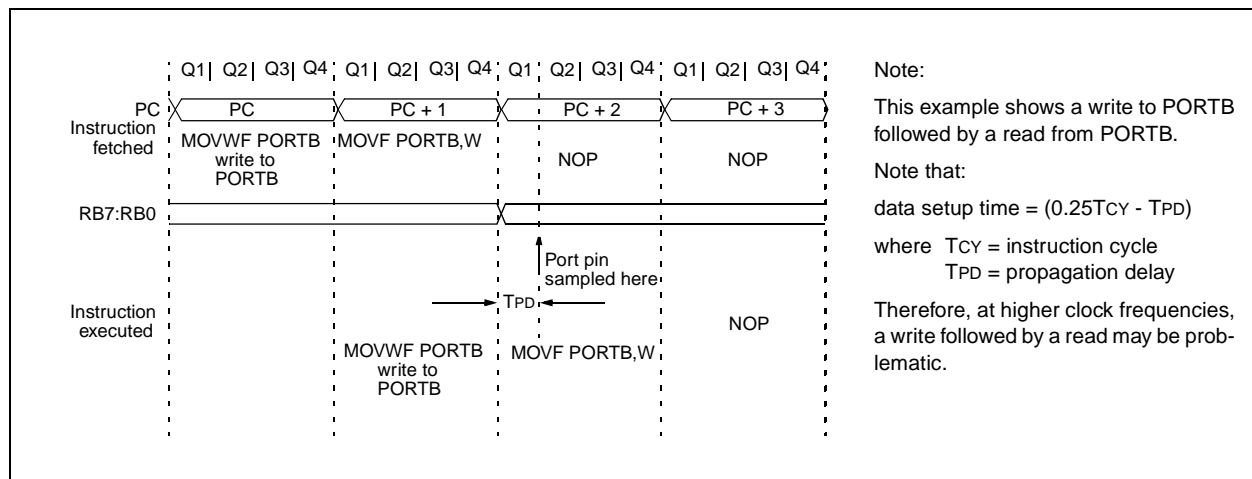 Q1| Q2| Q3| Q4 Q1| Q2| Q3| Q4 Q1| Q2| Q3| Q4 Q1| Q2| Q3| Q4
PC PC PC + 1 PC + 2 PC + 3
Instruction
fetched
MOVWF PORTB
write to
PORTB
MOVF PORTB,W
NOP
NOP
RB7:RB0
Port pin
sampled here
TPD
Instruction
executed
MOVWF PORTB
write to
PORTB
MOVF PORTB,W
NOP
Note:
This example shows a write to PORTB
followed by a read from PORTB.
Note that:
data setup time = (0.25TCY - TPD)
where TCY = instruction cycle
TPD = propagation delay
Therefore, at higher clock frequencies,
a write followed by a read may be prob-
lematic.